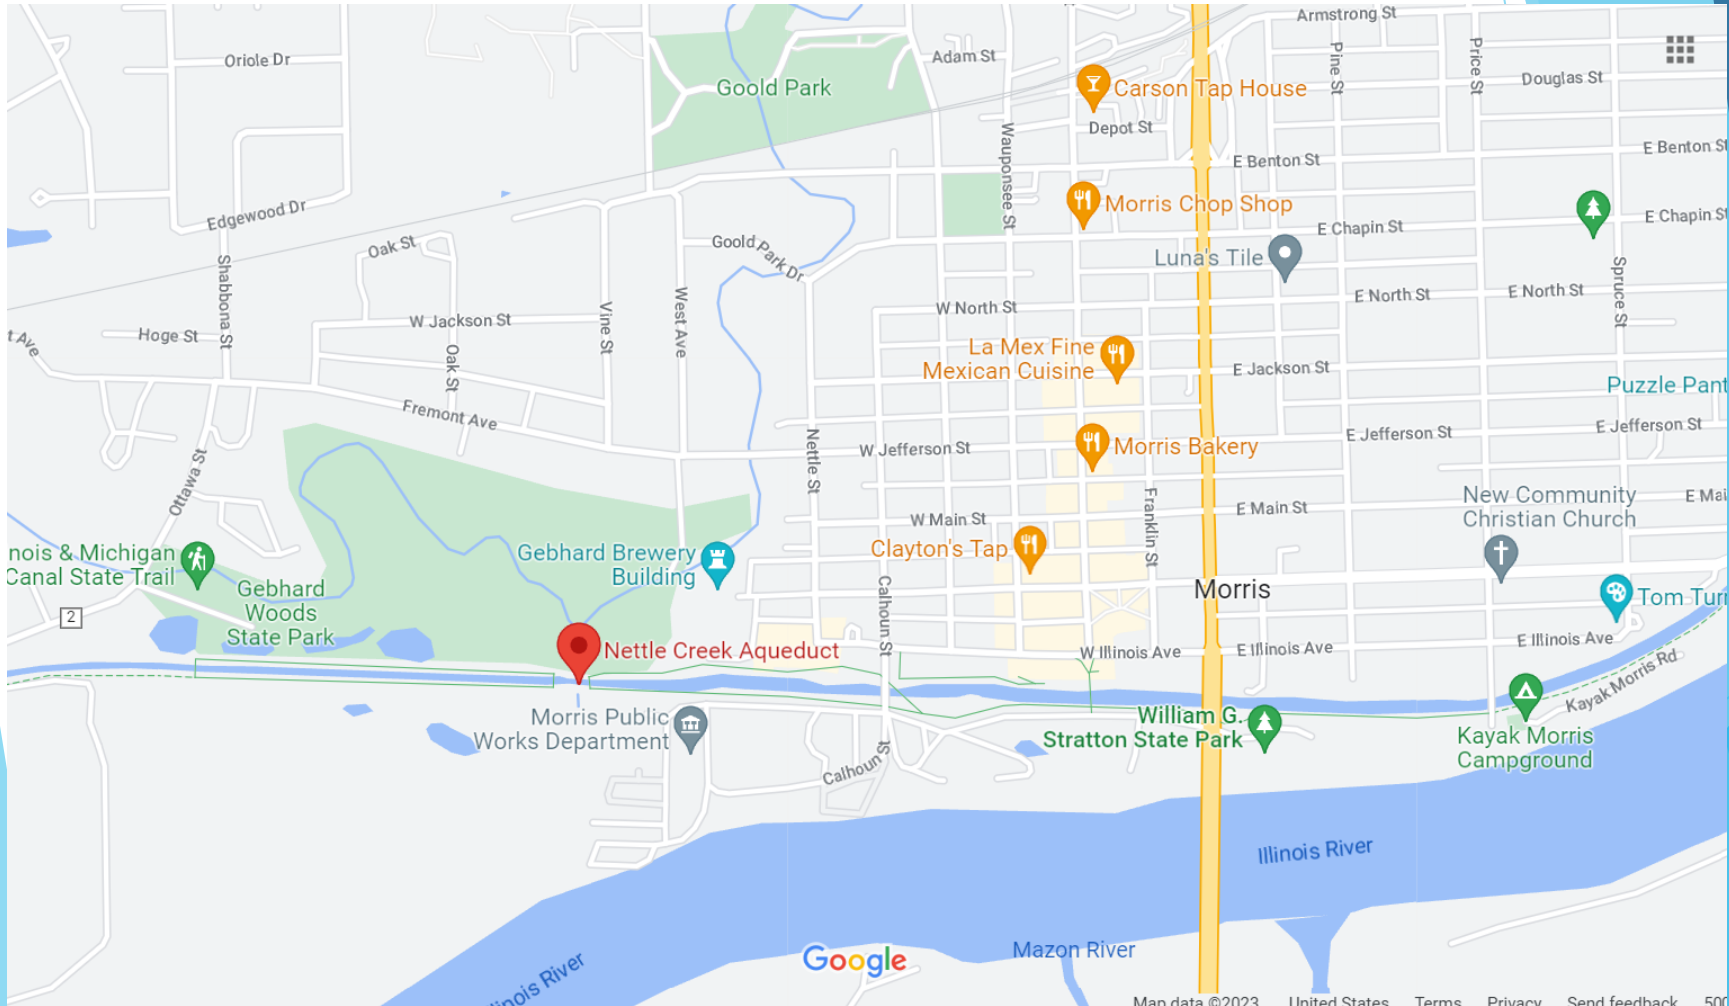 Armstrong St
Oriole Dr
Adam St
Pine St
Price St
Douglas St
Goold Park
Carson Tap House
Depot St
Wauponsee St
E Benton St
E Benton St
Edgewood Dr
Morris Chop Shop
E Chapin St
E Chapin St
Oak St
Goold Park Dr
Luna's Tile
Shabbona St
Spruce St
W North St
E North St
E North St
Vine St
West Ave
W Jackson St
Hoge St
t Ave
Oak St
La Mex Fine
Mexican Cuisine
E Jackson St
Puzzle Pant
Fremont Ave
W Jefferson St
Morris Bakery
E Jefferson St
E Jefferson St
Nettle St
Ottawa St
Franklin St
New Community
Christian Church
E Mai
W Main St
E Main St
Clayton's Tap
nois & Michigan
Canal State Trail
Gebhard Brewery
Building
Gebhard
Woods
State Park
2
Calhoun St
Morris
Tom Tur
Nettle Creek Aqueduct
W Illinois Ave
E Illinois Ave
E Illinois Ave
Kayak Morris Rd
Morris Public
Works Department
William G.
Stratton State Park
Kayak Morris
Campground
Calhoun St
Illinois River
Mazon River
Google
inois River
Map data ©2023 United States Terms Privacy Send feedback 500